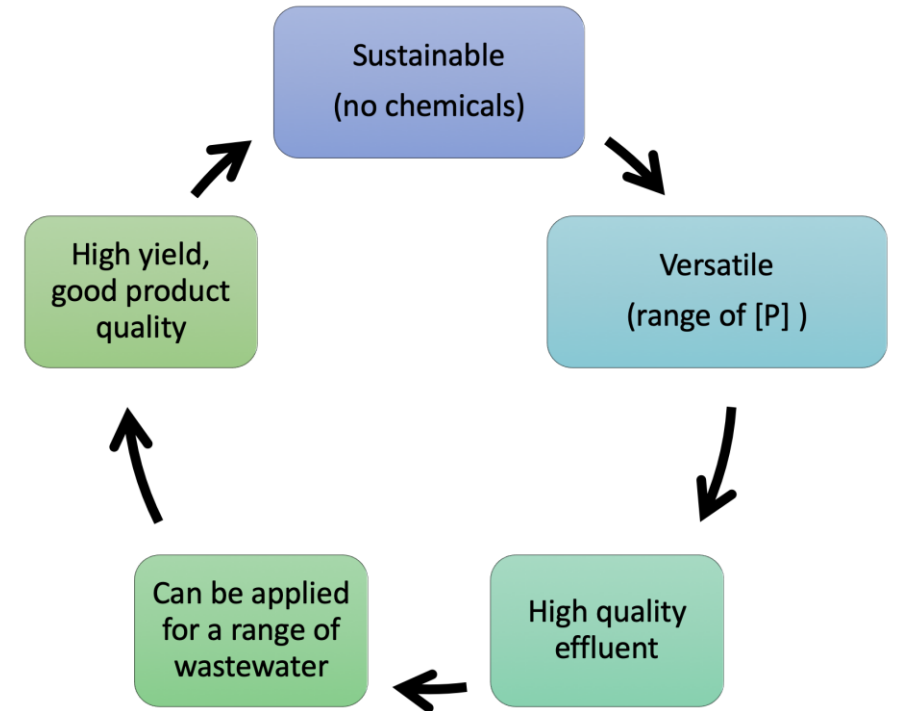 Sustainable
(no chemicals)
Versatile
(range of [P] )
High quality
effluent
Can be applied
for a range of
wastewater
High yield,
good product
quality